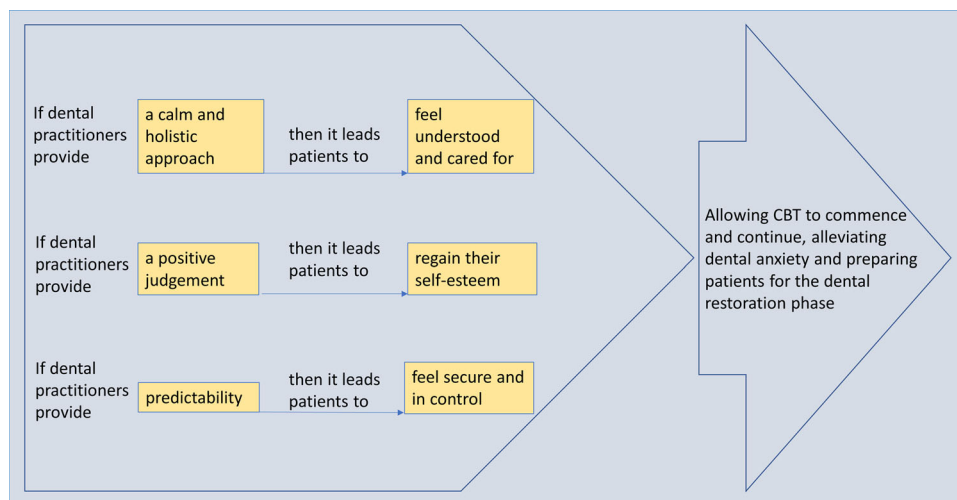 If dental
practitioners
provide
a calm and
holistic
approach
then it leads
patients to
feel
understood
and cared for
If dental
practitioners
provide
a positive
judgement
then it leads
patients to
regain their
self-esteem
If dental
practitioners
provide
predictability
then it leads
patients to
feel secure and
in control
Allowing CBT to commence
and continue, alleviating
dental anxiety and preparing
patients for the dental
restoration phase